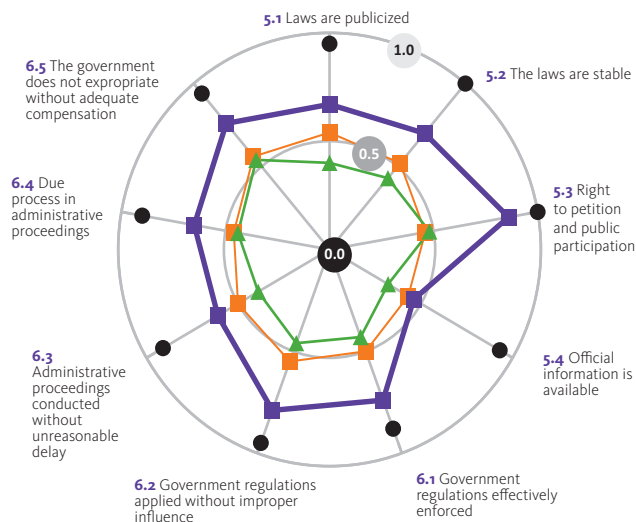 5.1 Laws are publicized
1.0
5.2 The laws are stable
0.5
5.3 Right
to petition
and public
participation
0.0
5.4 Official
information is
available
6.1 Government
regulations effectively
enforced
6.2 Government regulations
applied without improper
influence
6.3
Administrative
proceedings
conducted
without
unreasonable
delay
6.4 Due
process in
administrative
proceedings
6.5 The government
does not expropriate
without adequate
compensation